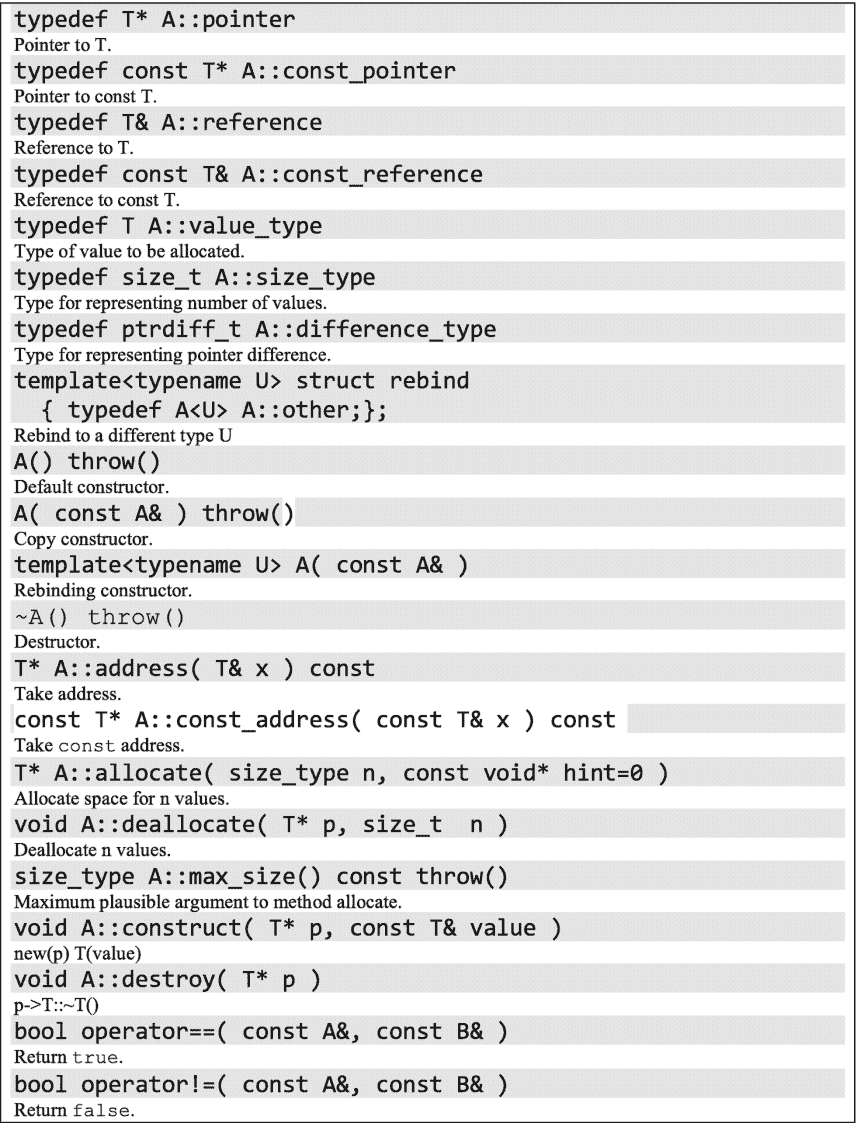 typedef T* A::pointer
Pointer to T.
typedef const T* A::const_pointer
Pointer to const T.
typedef T& A::reference
Reference to T.
typedef const T& A::const_reference
Reference to const T.
typedef T A::value_type
Type of value to be allocated.
typedef size_t A::size_type
Type for representing number of values.
typedef ptrdiff_t A::difference_type
Type for representing pointer difference.
template<typename U> struct rebind
{ typedef A<U> A::other;};
Rebind to a different type U
A() throw()
Default constructor.
A( const A& ) throw()
Copy constructor.
template<typename U> A( const A& )
Rebinding constructor.
~A() throw()
Destructor.
T* A::address( T& x ) const
Take address.
const T* A::const_address( const T& x ) const
Take const address.
T* A::allocate( size_type n, const void* hint=0 )
Allocate space for n values.
void A::deallocate( T* p, size_t  n )
Deallocate n values.
size_type A::max_size() const throw()
Maximum plausible argument to method allocate.
void A::construct( T* p, const T& value )
new(p) T(value)
void A::destroy( T* p )
p->T::~T()
bool operator==( const A&, const B& )
Return true.
bool operator!=( const A&, const B& )
Return false.